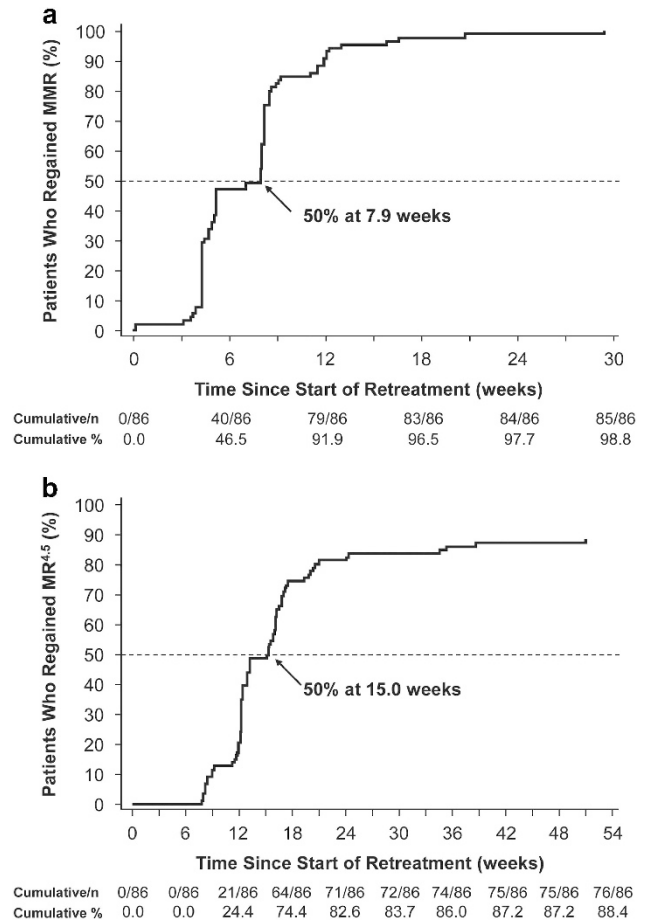 a
100
90
80
70
60
50
40
30
20
10
0
Patients Who Regained MMR (%)
50% at 7.9 weeks
0 6 12 18 24 30
Time Since Start of Retreatment (weeks)
Cumulative/n 0/86 40/86 79/86 83/86 84/86 85/86
Cumulative % 0.0 46.5 91.9 96.5 97.7 98.8
b
100
90
80
70
60
50
40
30
20
10
0
Patients Who Regained MR⁴·⁵ (%)
50% at 15.0 weeks
0 6 12 18 24 30 36 42 48 54
Time Since Start of Retreatment (weeks)
Cumulative/n 0/86 0/86 21/86 64/86 71/86 72/86 74/86 75/86 75/86 76/86
Cumulative % 0.0 0.0 24.4 74.4 82.6 83.7 86.0 87.2 87.2 88.4